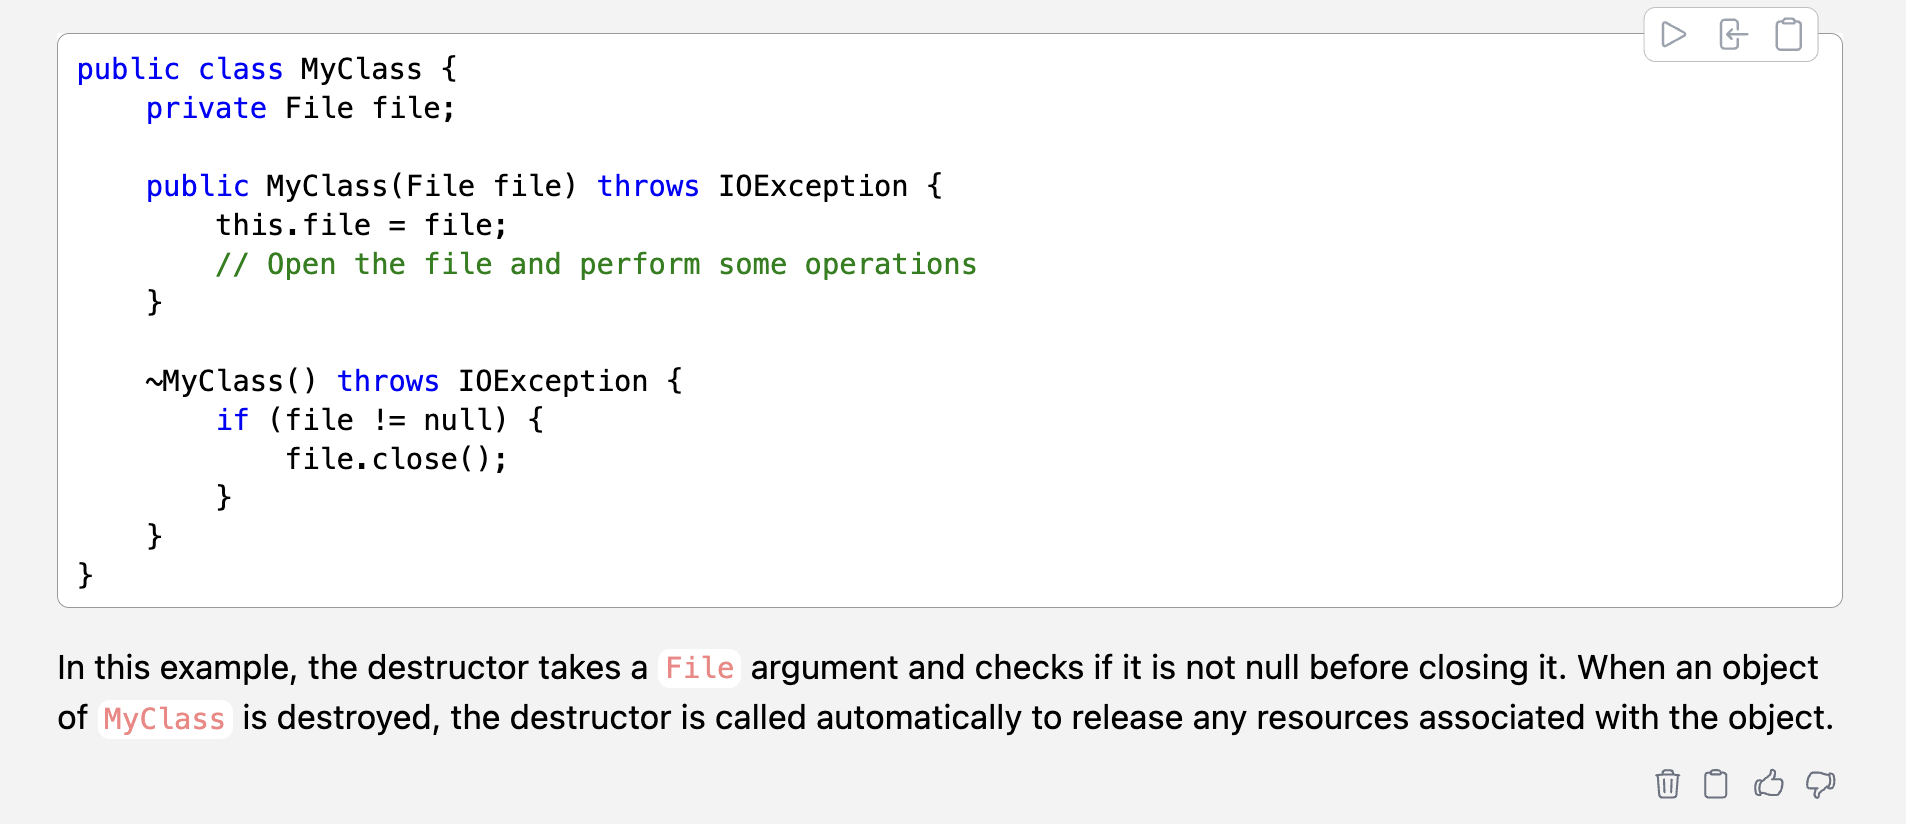 public class MyClass {
    private File file;

    public MyClass(File file) throws IOException {
        this.file = file;
        // Open the file and perform some operations
    }

    ~MyClass() throws IOException {
        if (file != null) {
            file.close();
        }
    }
}
In this example, the destructor takes a File argument and checks if it is not null before closing it. When an object
of MyClass is destroyed, the destructor is called automatically to release any resources associated with the object.